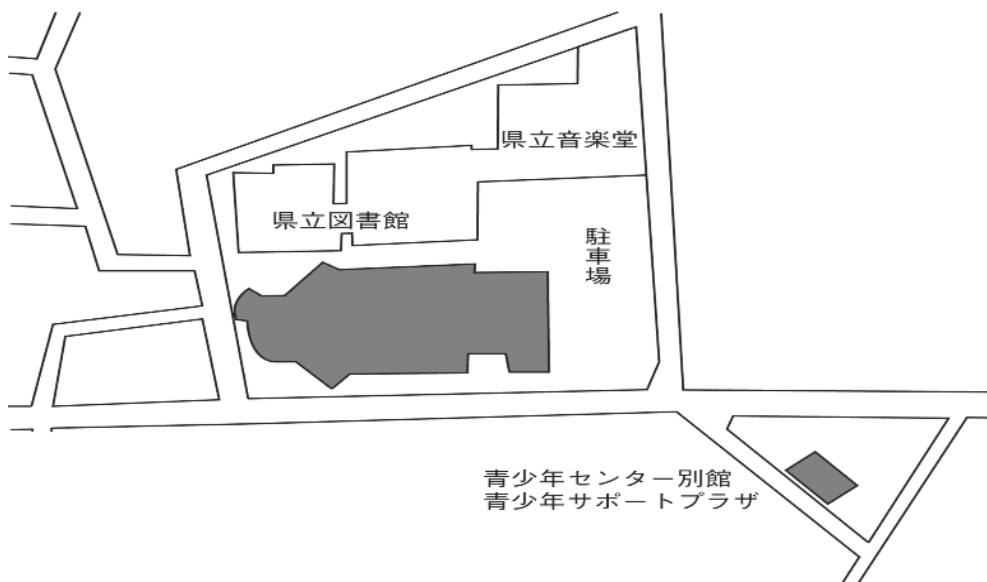 県立音楽堂
県立図書館
駐車場
青少年センター別館
青少年サポートプラザ